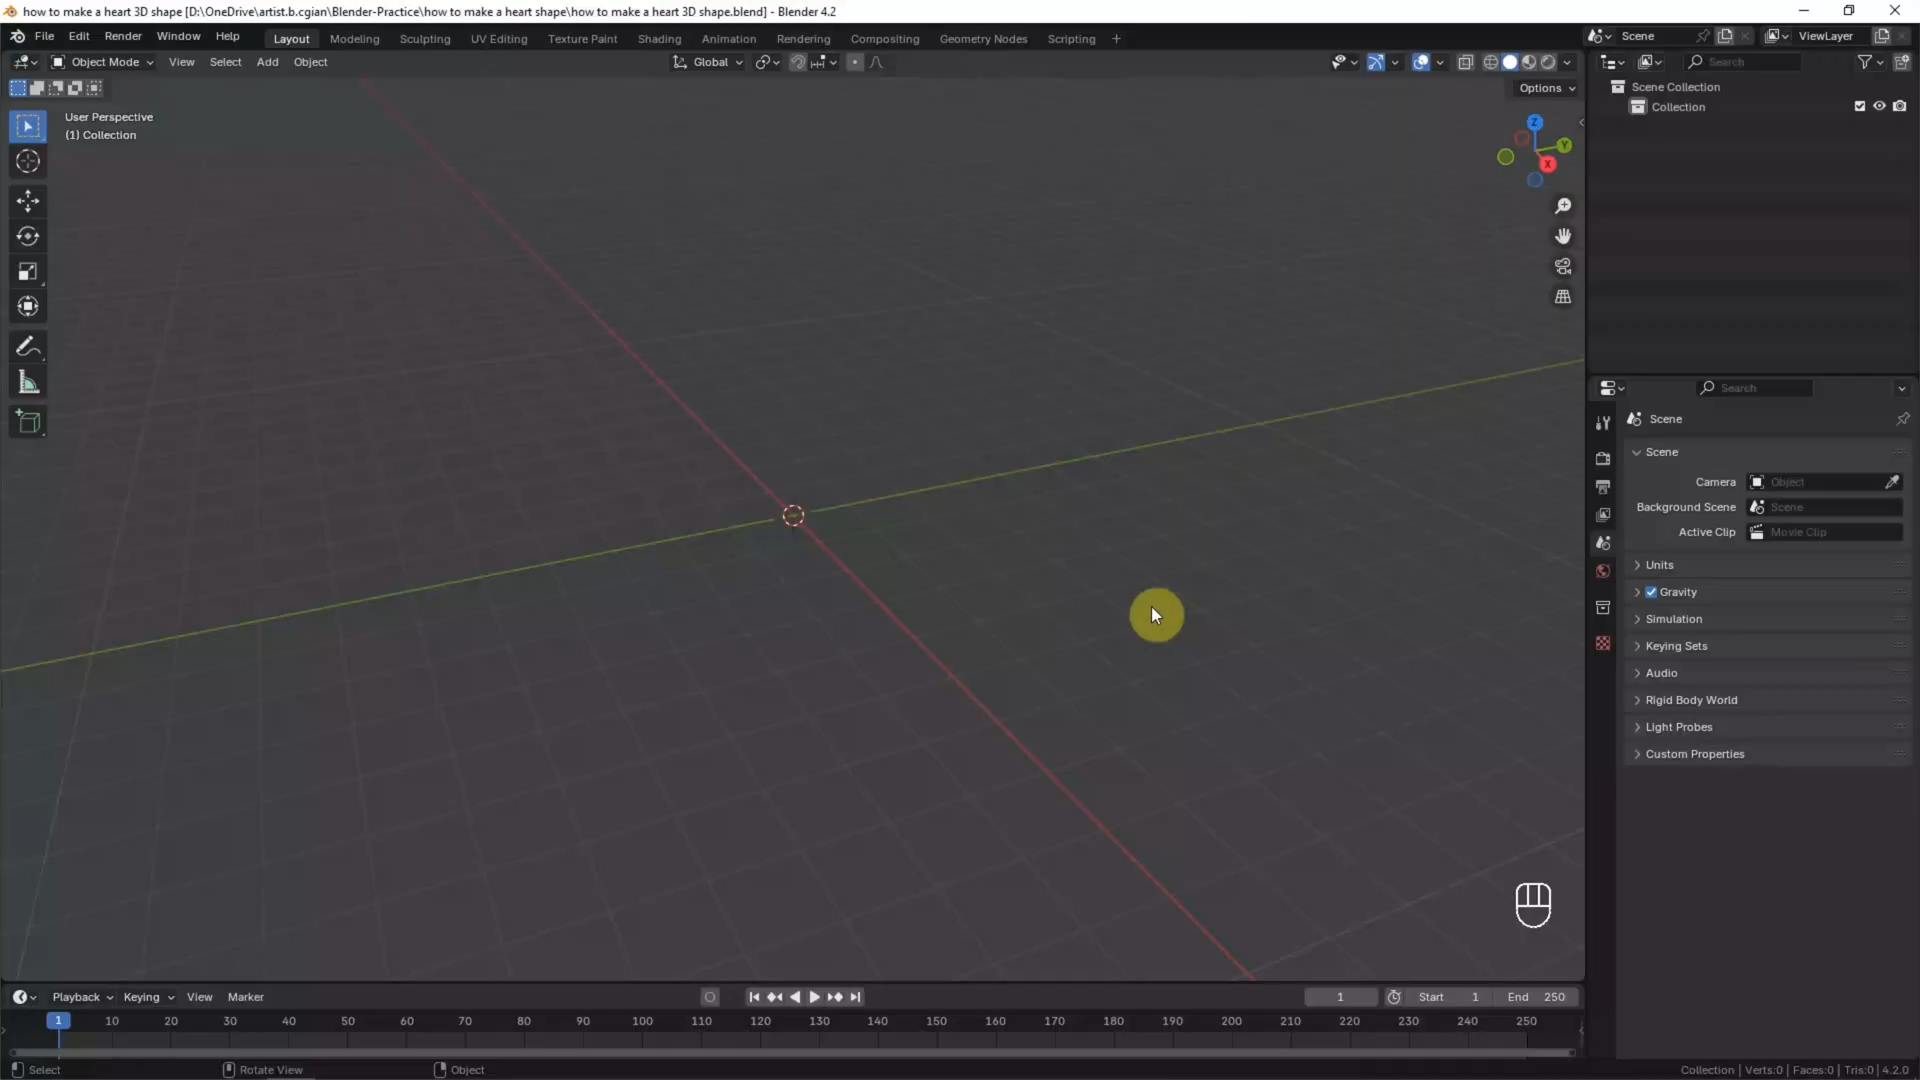 how to make a heart 3D shape [D:\OneDrive\artist.b.cgian\Blender-Practice\how to make a heart shape\how to make a heart 3D shape.blend] - Blender 4.2
File Edit Render Window Help Layout Modeling Sculpting UV Editing Texture Paint Shading Animation Rendering Compositing Geometry Nodes Scripting + Scene ViewLayer
Object Mode View Select Add Object Global Search
Options
User Perspective
(1) Collection
Z
Y
X
Scene Collection
Collection
Search
Scene
Scene
Camera Object
Background Scene Scene
Active Clip Movie Clip
Units
Gravity
Simulation
Keying Sets
Audio
Rigid Body World
Light Probes
Custom Properties
Playback Keying View Marker 1 Start 1 End 250
1 10 20 30 40 50 60 70 80 90 100 110 120 130 140 150 160 170 180 190 200 210 220 230 240 250
Select Rotate View Object Collection | Verts:0 | Faces:0 | Tris:0 | 4.2.0